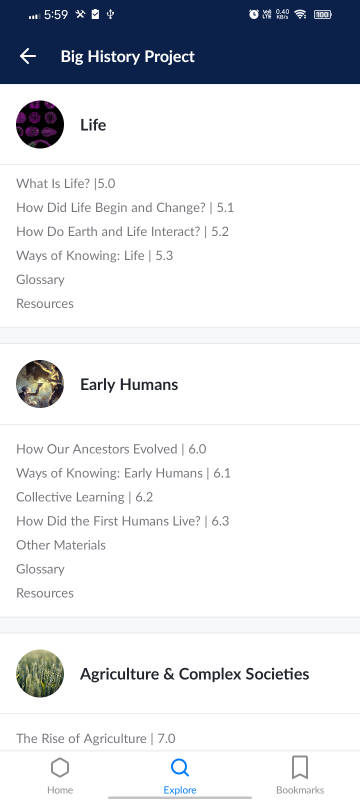 5:59
Vo) LTE 0.40 KB/s 100
Big History Project
Life
What Is Life? |5.0
How Did Life Begin and Change? | 5.1
How Do Earth and Life Interact? | 5.2
Ways of Knowing: Life | 5.3
Glossary
Resources
Early Humans
How Our Ancestors Evolved | 6.0
Ways of Knowing: Early Humans | 6.1
Collective Learning | 6.2
How Did the First Humans Live? | 6.3
Other Materials
Glossary
Resources
Agriculture & Complex Societies
The Rise of Agriculture | 7.0
Home Explore Bookmarks